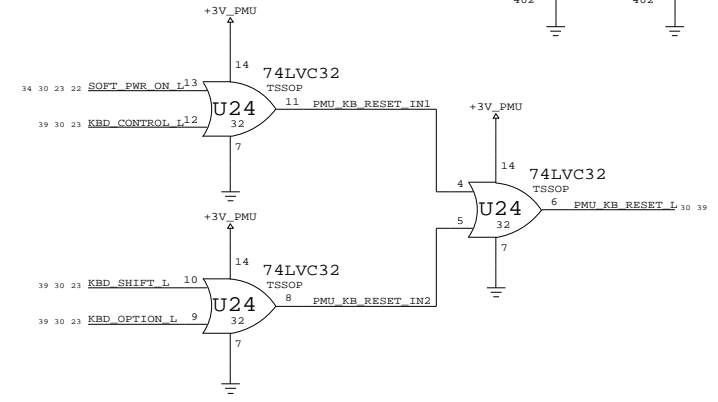 402
402
+3V_PMU
14
74LVC32
TSSOP
34 30 23 22 SOFT_PWR_ON_L 13
U24
32
11 PMU_KB_RESET_IN1
39 30 23 KBD_CONTROL_L 12
7
+3V_PMU
14
74LVC32
TSSOP
4
5
U24
32
6 PMU_KB_RESET_L 30 39
7
+3V_PMU
14
74LVC32
TSSOP
39 30 23 KBD_SHIFT_L 10
U24
32
8 PMU_KB_RESET_IN2
39 30 23 KBD_OPTION_L 9
7